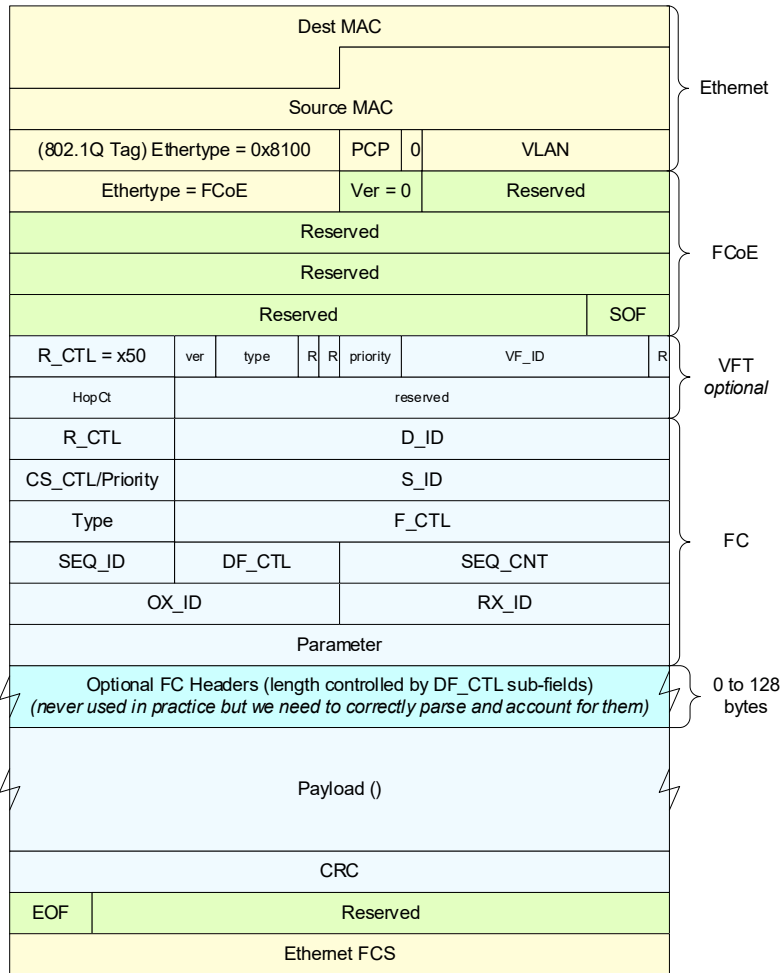 Dest MAC
Source MAC
Ethernet
(802.1Q Tag) Ethertype = 0x8100 PCP 0 VLAN
Ethertype = FCoE Ver = 0 Reserved
Reserved
FCoE
Reserved
Reserved SOF
R_CTL = x50 ver type R R priority VF_ID R
VFT
optional
HopCt reserved
R_CTL D_ID
CS_CTL/Priority S_ID
Type F_CTL
FC
SEQ_ID DF_CTL SEQ_CNT
OX_ID RX_ID
Parameter
Optional FC Headers (length controlled by DF_CTL sub-fields)
(never used in practice but we need to correctly parse and account for them)
0 to 128
bytes
Payload ()
CRC
EOF Reserved
Ethernet FCS